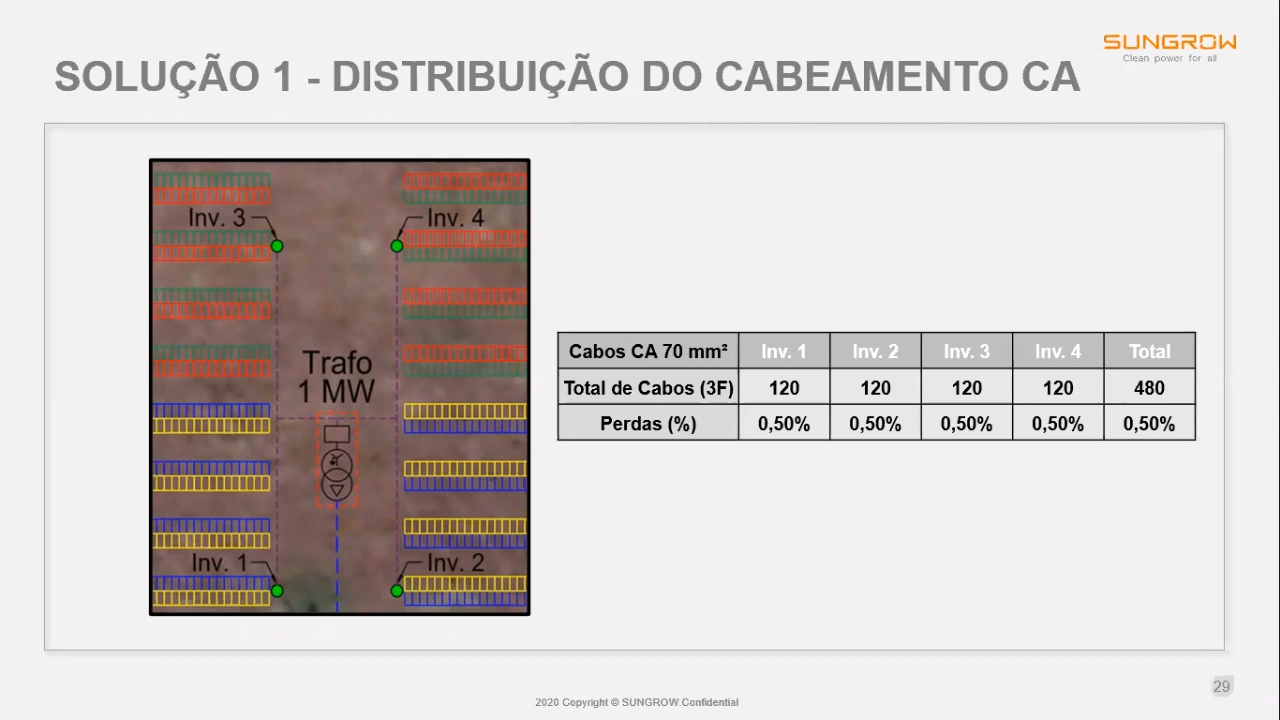 SUNGROW
Clean power for all
SOLUÇÃO 1 - DISTRIBUIÇÃO DO CABEAMENTO CA
Inv. 3
Inv. 4
Trafo
1 MW
Inv. 1
Inv. 2
Cabos CA 70 mm² Inv. 1 Inv. 2 Inv. 3 Inv. 4 Total
Total de Cabos (3F) 120 120 120 120 480
Perdas (%) 0,50% 0,50% 0,50% 0,50% 0,50%
29
2020 Copyright © SUNGROW Confidential